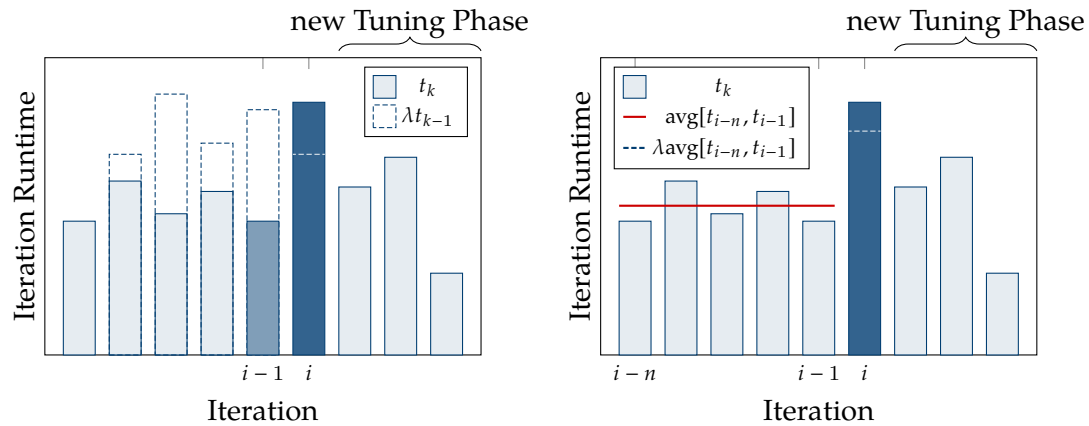 new Tuning Phase
t_k
λt_{k−1}
Iteration Runtime
i − 1
i
Iteration
new Tuning Phase
t_k
avg[t_{i−n}, t_{i−1}]
λavg[t_{i−n}, t_{i−1}]
Iteration Runtime
i − n
i − 1
i
Iteration